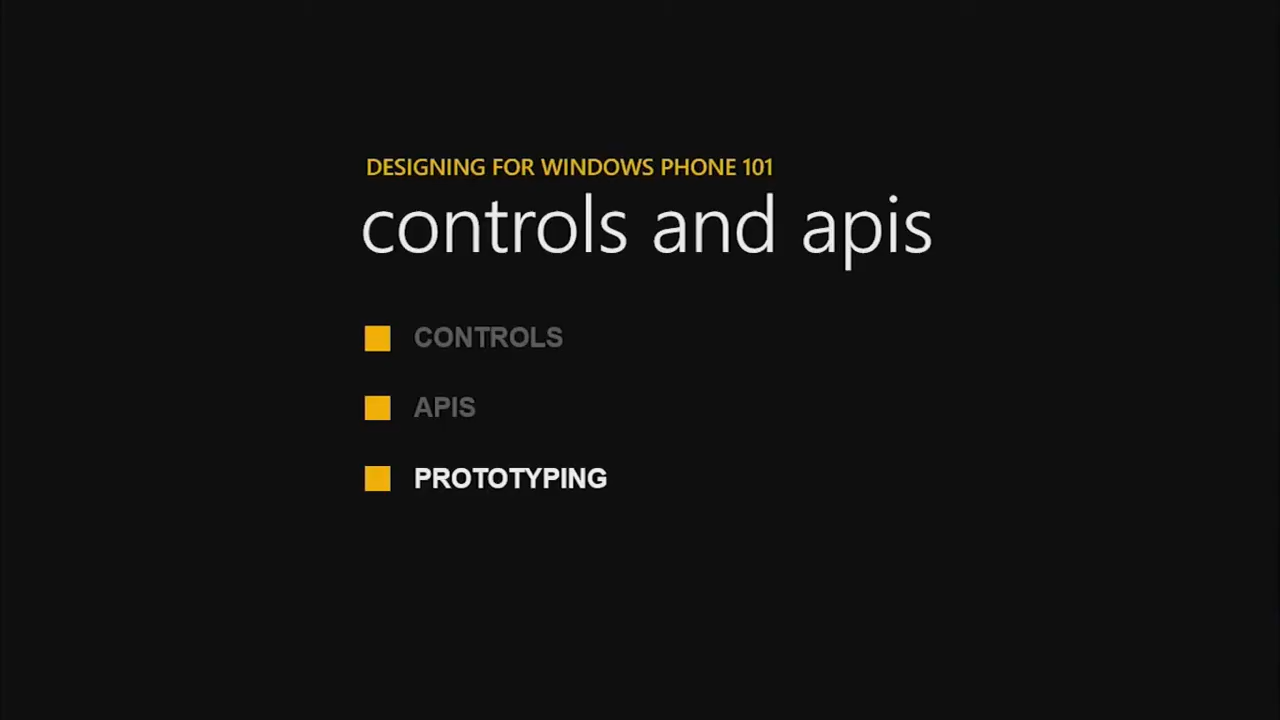 DESIGNING FOR WINDOWS PHONE 101
controls and apis
CONTROLS
APIS
PROTOTYPING